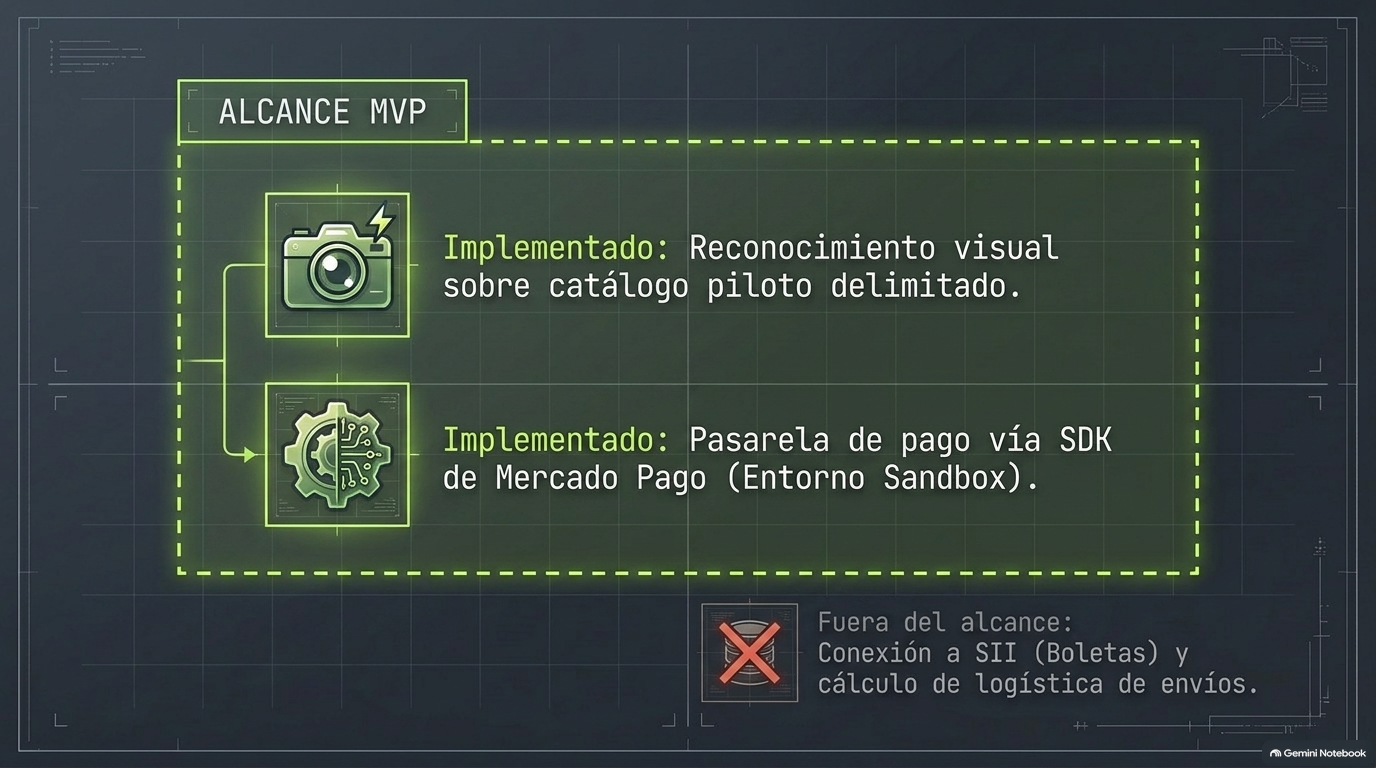 ALCANCE MVP
Implementado: Reconocimiento visual
sobre catálogo piloto delimitado.
Implementado: Pasarela de pago vía SDK
de Mercado Pago (Entorno Sandbox).
Fuera del alcance:
Conexión a SII (Boletas) y
cálculo de logística de envíos.
Gemini Notebook